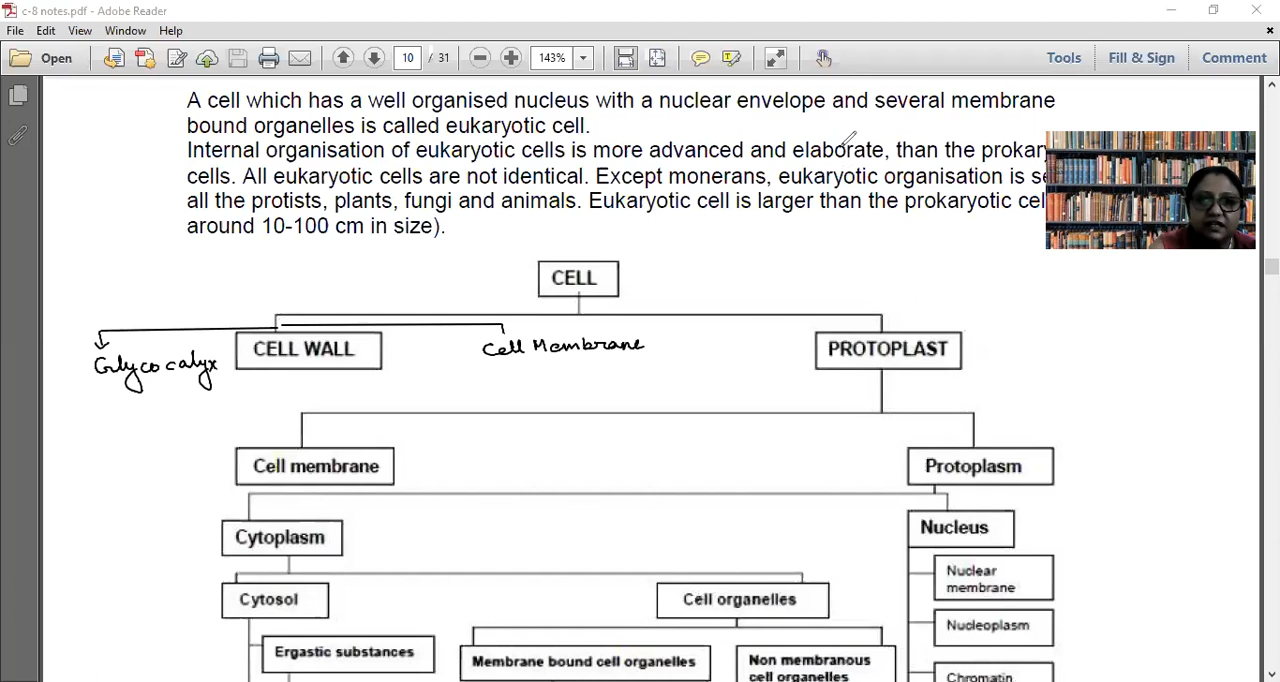 c-8 notes.pdf - Adobe Reader
File Edit View Window Help
Open 10 / 31 143% Tools Fill & Sign Comment
A cell which has a well organised nucleus with a nuclear envelope and several membrane
bound organelles is called eukaryotic cell.
Internal organisation of eukaryotic cells is more advanced and elaborate, than the prokary
cells. All eukaryotic cells are not identical. Except monerans, eukaryotic organisation is se
all the protists, plants, fungi and animals. Eukaryotic cell is larger than the prokaryotic cel
around 10-100 cm in size).
CELL
CELL WALL
Cell Membrane
PROTOPLAST
Glycocalyx
Cell membrane
Protoplasm
Cytoplasm
Nucleus
Nuclear
membrane
Cytosol
Cell organelles
Nucleoplasm
Ergastic substances
Membrane bound cell organelles
Non membranous
cell organelles
Chromatin